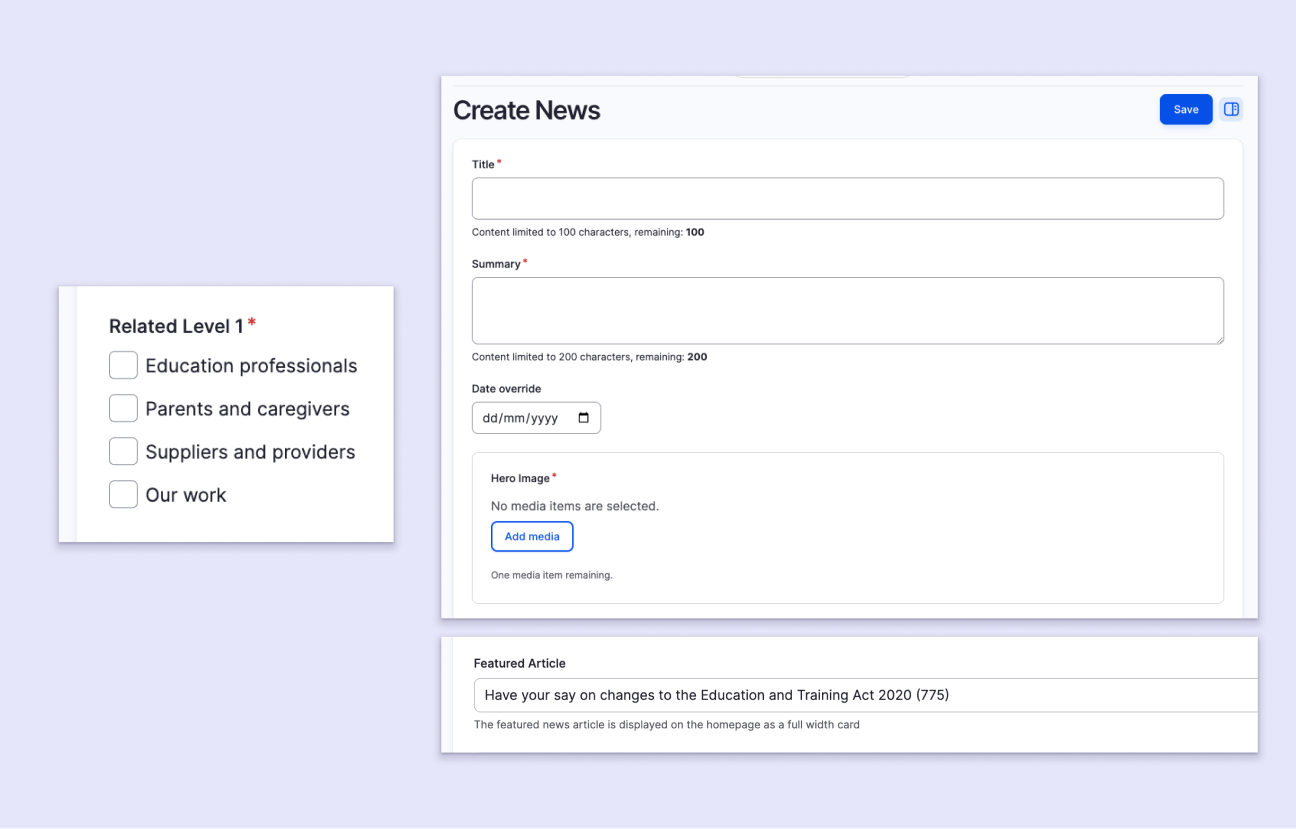 Related Level 1*
Education professionals
Parents and caregivers
Suppliers and providers
Our work
Create News
Save
Title*
Content limited to 100 characters, remaining: 100
Summary*
Content limited to 200 characters, remaining: 200
Date override
dd/mm/yyyy
Hero Image*
No media items are selected.
Add media
One media item remaining.
Featured Article
Have your say on changes to the Education and Training Act 2020 (775)
The featured news article is displayed on the homepage as a full width card